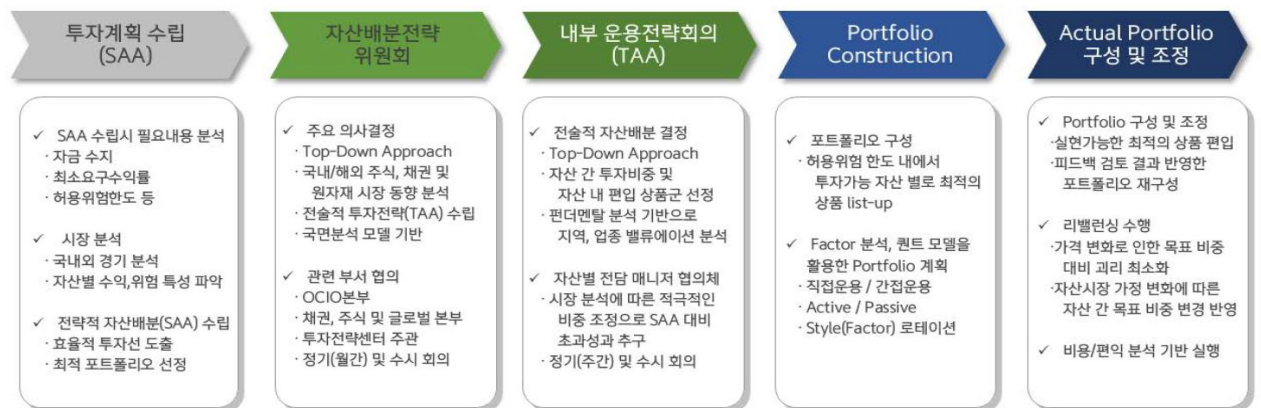 투자계획 수립
(SAA)
✓ SAA 수립시 필요내용 분석
· 자금 수지
· 최소요구수익률
· 허용위험한도 등
✓ 시장 분석
· 국내외 경기 분석
· 자산별 수익,위험 특성 파악
✓ 전략적 자산배분(SAA) 수립
· 효율적 투자선 도출
· 최적 포트폴리오 선정
자산배분전략
위원회
✓ 주요 의사결정
· Top-Down Approach
· 국내/해외 주식, 채권 및
원자재 시장 동향 분석
· 전술적 투자전략(TAA) 수립
· 국면분석 모델 기반
✓ 관련 부서 협의
· OCIO본부
· 채권, 주식 및 글로벌 본부
· 투자전략센터 주관
· 정기(월간) 및 수시 회의
내부 운용전략회의
(TAA)
✓ 전술적 자산배분 결정
· Top-Down Approach
· 자산 간 투자비중 및
자산 내 편입 상품군 선정
· 펀더멘탈 분석 기반으로
지역, 업종 밸류에이션 분석
✓ 자산별 전담 매니저 협의체
· 시장 분석에 따른 적극적인
비중 조정으로 SAA 대비
초과성과 추구
· 정기(주간) 및 수시 회의
Portfolio
Construction
✓ 포트폴리오 구성
· 허용위험 한도 내에서
투자가능 자산 별로 최적의
상품 list-up
✓ Factor 분석, 퀀트 모델을
활용한 Portfolio 계획
· 직접운용 / 간접운용
· Active / Passive
· Style(Factor) 로테이션
Actual Portfolio
구성 및 조정
✓ Portfolio 구성 및 조정
·실현가능한 최적의 상품 편입
·피드백 검토 결과 반영한
포트폴리오 재구성
✓ 리밸런싱 수행
·가격 변화로 인한 목표 비중
대비 괴리 최소화
·자산시장 가정 변화에 따른
자산 간 목표 비중 변경 반영
✓ 비용/편익 분석 기반 실행